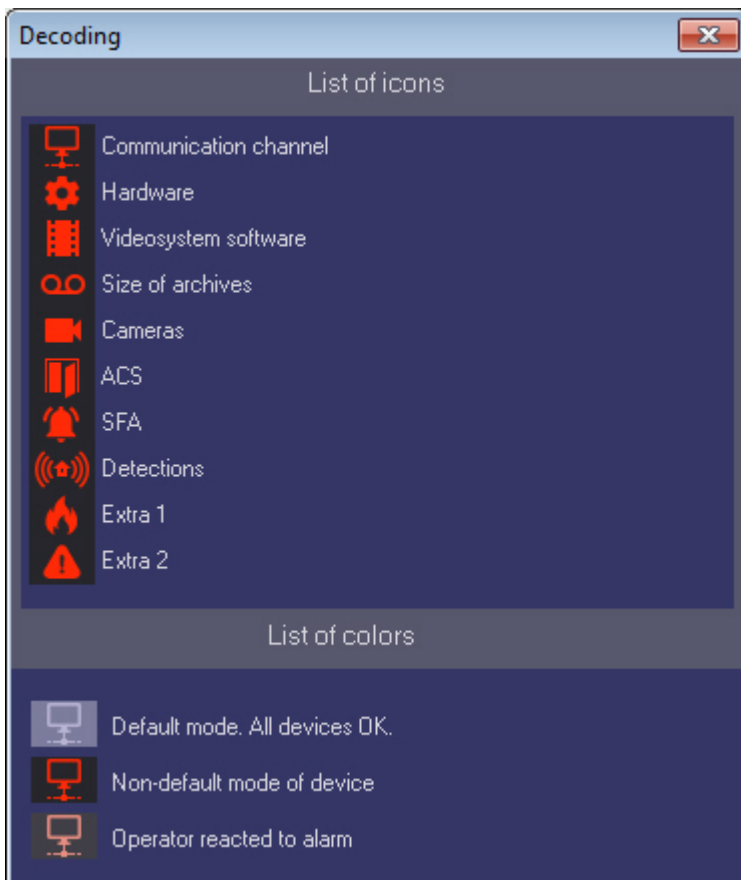 Decoding
List of icons
Communication channel
Hardware
Videosystem software
Size of archives
Cameras
ACS
SFA
Detections
Extra 1
Extra 2
List of colors
Default mode. All devices OK.
Non-default mode of device
Operator reacted to alarm